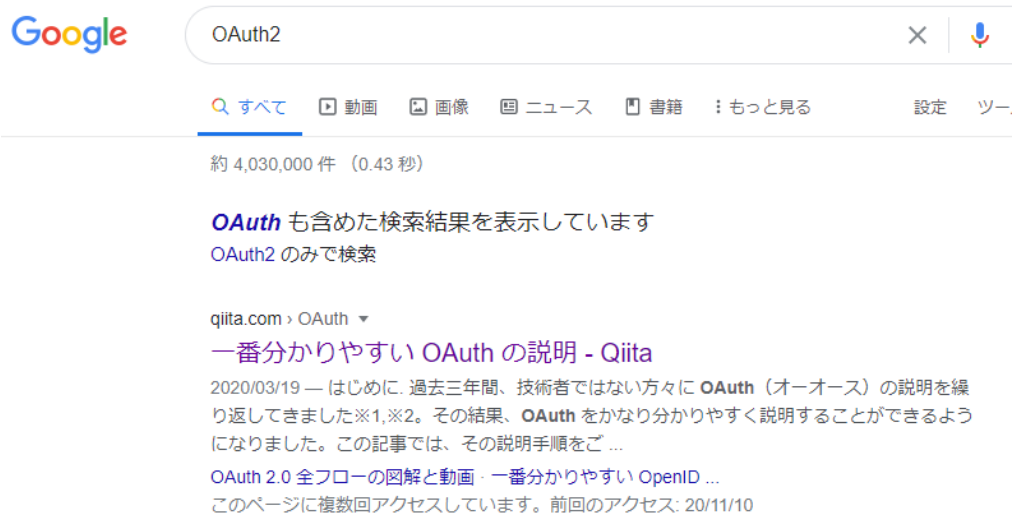 Google
OAuth2
すべて 動画 画像 ニュース 書籍 もっと見る 設定
約 4,030,000 件 （0.43 秒）
OAuth も含めた検索結果を表示しています
OAuth2 のみで検索
qiita.com › OAuth
一番分かりやすい OAuth の説明 - Qiita
2020/03/19 — はじめに. 過去三年間、技術者ではない方々に OAuth（オーオース）の説明を繰
り返してきました※1,※2。その結果、OAuth をかなり分かりやすく説明することができるよう
になりました。この記事では、その説明手順をご ...
OAuth 2.0 全フローの図解と動画 · 一番分かりやすい OpenID ...
このページに複数回アクセスしています。前回のアクセス: 20/11/10